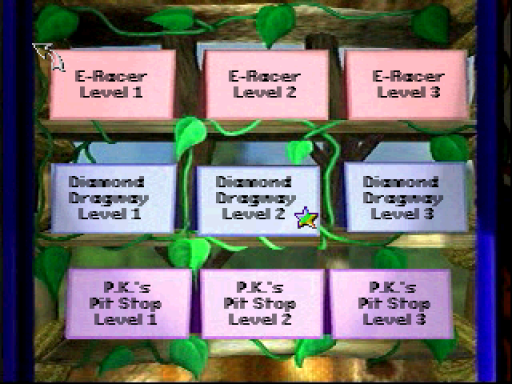 E-Racer
Level 1
E-Racer
Level 2
E-Racer
Level 3
Diamond
Dragway
Level 1
Diamond
Dragway
Level 2
Diamond
Dragway
Level 3
P.K.'s
Pit Stop
Level 1
P.K.'s
Pit Stop
Level 2
P.K.'s
Pit Stop
Level 3